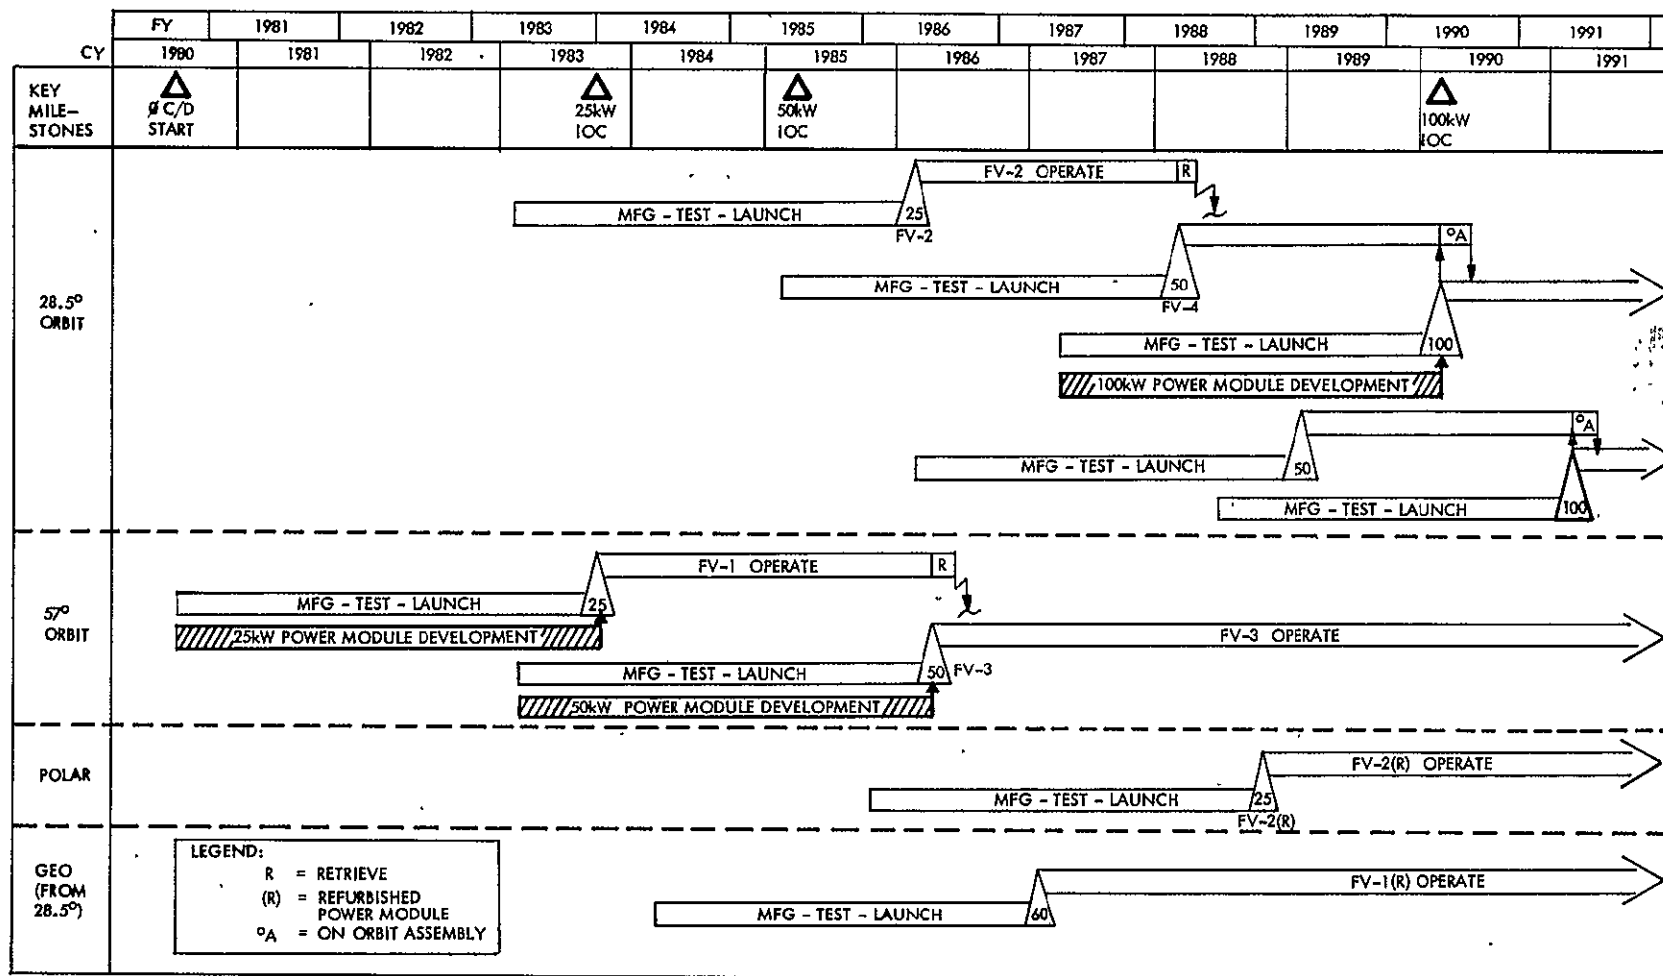 FY 1981 1982 1983 1984 1985 1986 1987 1988 1989 1990 1991
CY 1980 1981 1982 1983 1984 1985 1986 1987 1988 1989 1990 1991
KEY
MILE-
STONES
Ø C/D
START
25kW
IOC
50kW
IOC
100kW
IOC
28.5°
ORBIT
FV-2 OPERATE R
MFG - TEST - LAUNCH 25
FV-2
°A
MFG - TEST - LAUNCH 50
FV-4
MFG - TEST - LAUNCH 100
100kW POWER MODULE DEVELOPMENT
°A
MFG - TEST - LAUNCH 50
MFG - TEST - LAUNCH 100
57°
ORBIT
FV-1 OPERATE R
MFG - TEST - LAUNCH 25
25kW POWER MODULE DEVELOPMENT
FV-3 OPERATE
MFG - TEST - LAUNCH 50 FV-3
50kW POWER MODULE DEVELOPMENT
POLAR
FV-2(R) OPERATE
MFG - TEST - LAUNCH 25
FV-2(R)
GEO
(FROM
28.5°)
LEGEND:
R = RETRIEVE
(R) = REFURBISHED
POWER MODULE
°A = ON ORBIT ASSEMBLY
FV-1(R) OPERATE
MFG - TEST - LAUNCH 60